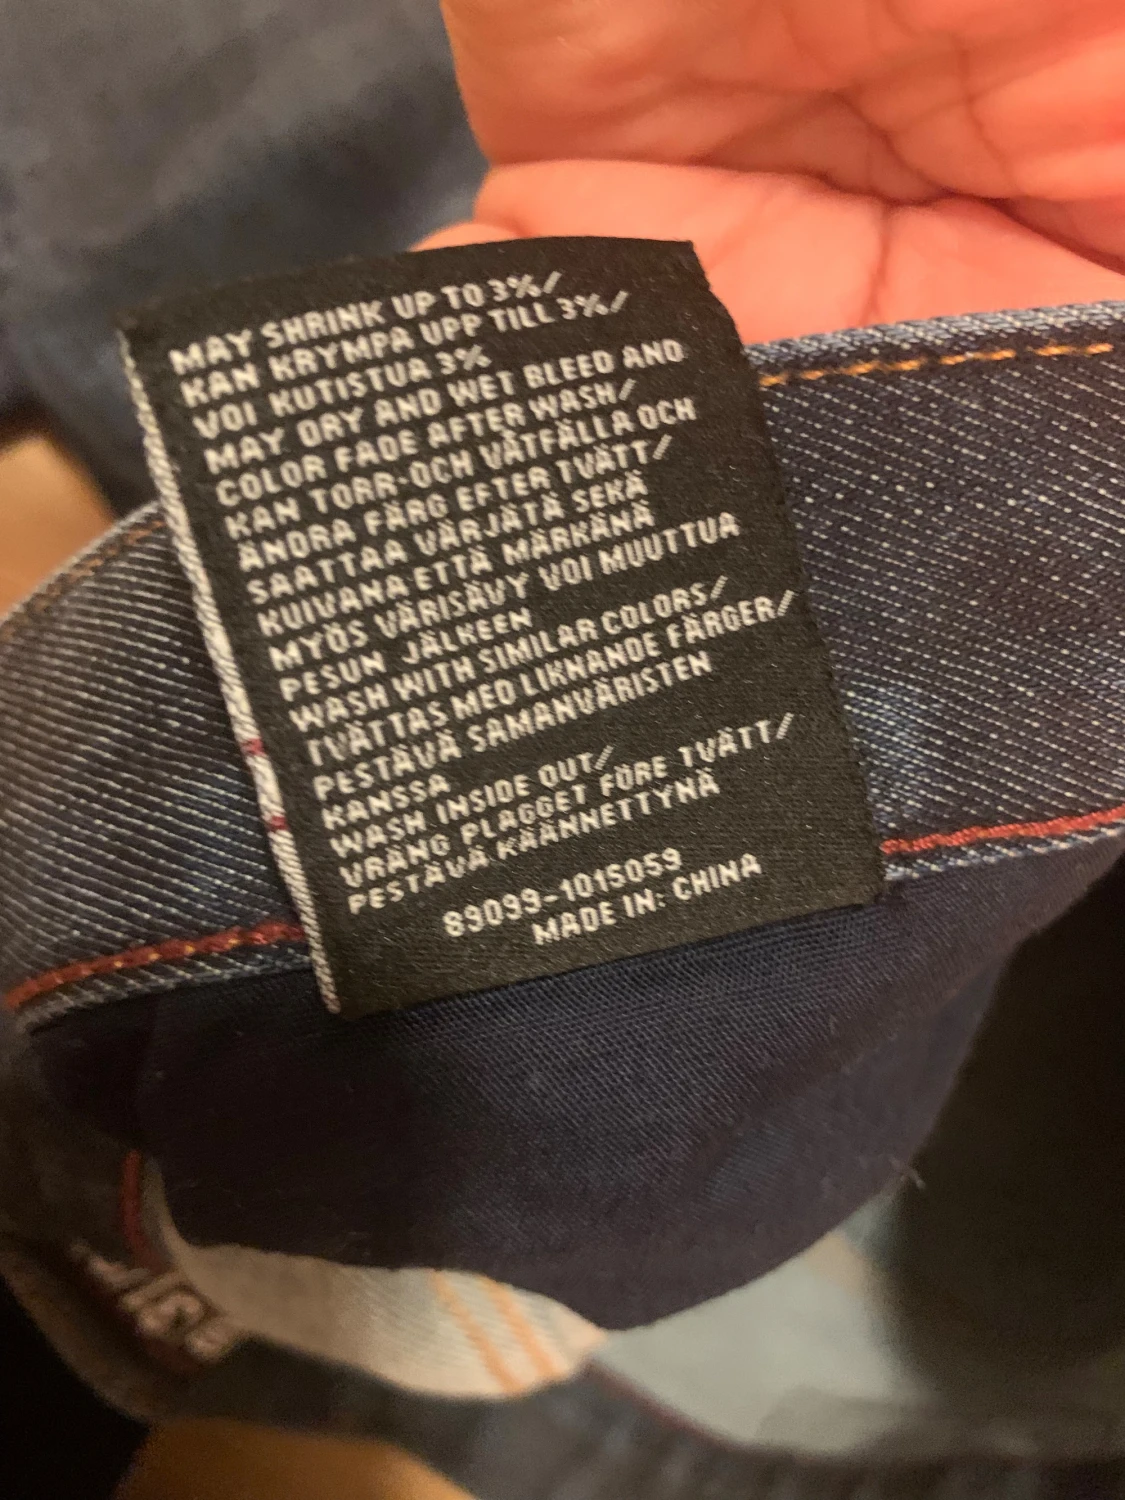 MAY SHRINK UP TO 3%/
KAN KRYMPA UPP TILL 3%/
VOI KUTISTUA 3%
MAY DRY AND WET BLEED AND
COLOR FADE AFTER WASH/
KAN TORR-OCH VÅTFÄLLA OCH
ÄNDRA FÄRG EFTER TVÄTT/
SAATTAA VÄRJÄTÄ SEKÄ
KUIVANA ETTÄ MÄRKÄNÄ
MYÖS VÄRISÄVY VOI MUUTTUA
PESUN JÄLKEEN
WASH WITH SIMILAR COLORS/
TVÄTTAS MED LIKNANDE FÄRGER/
PESTÄVÄ SAMANVÄRISTEN
KANSSA
WASH INSIDE OUT/
VRÄNG PLAGGET FÖRE TVÄTT/
PESTÄVÄ KÄÄNNETTYNÄ
89099-1015059
MADE IN: CHINA